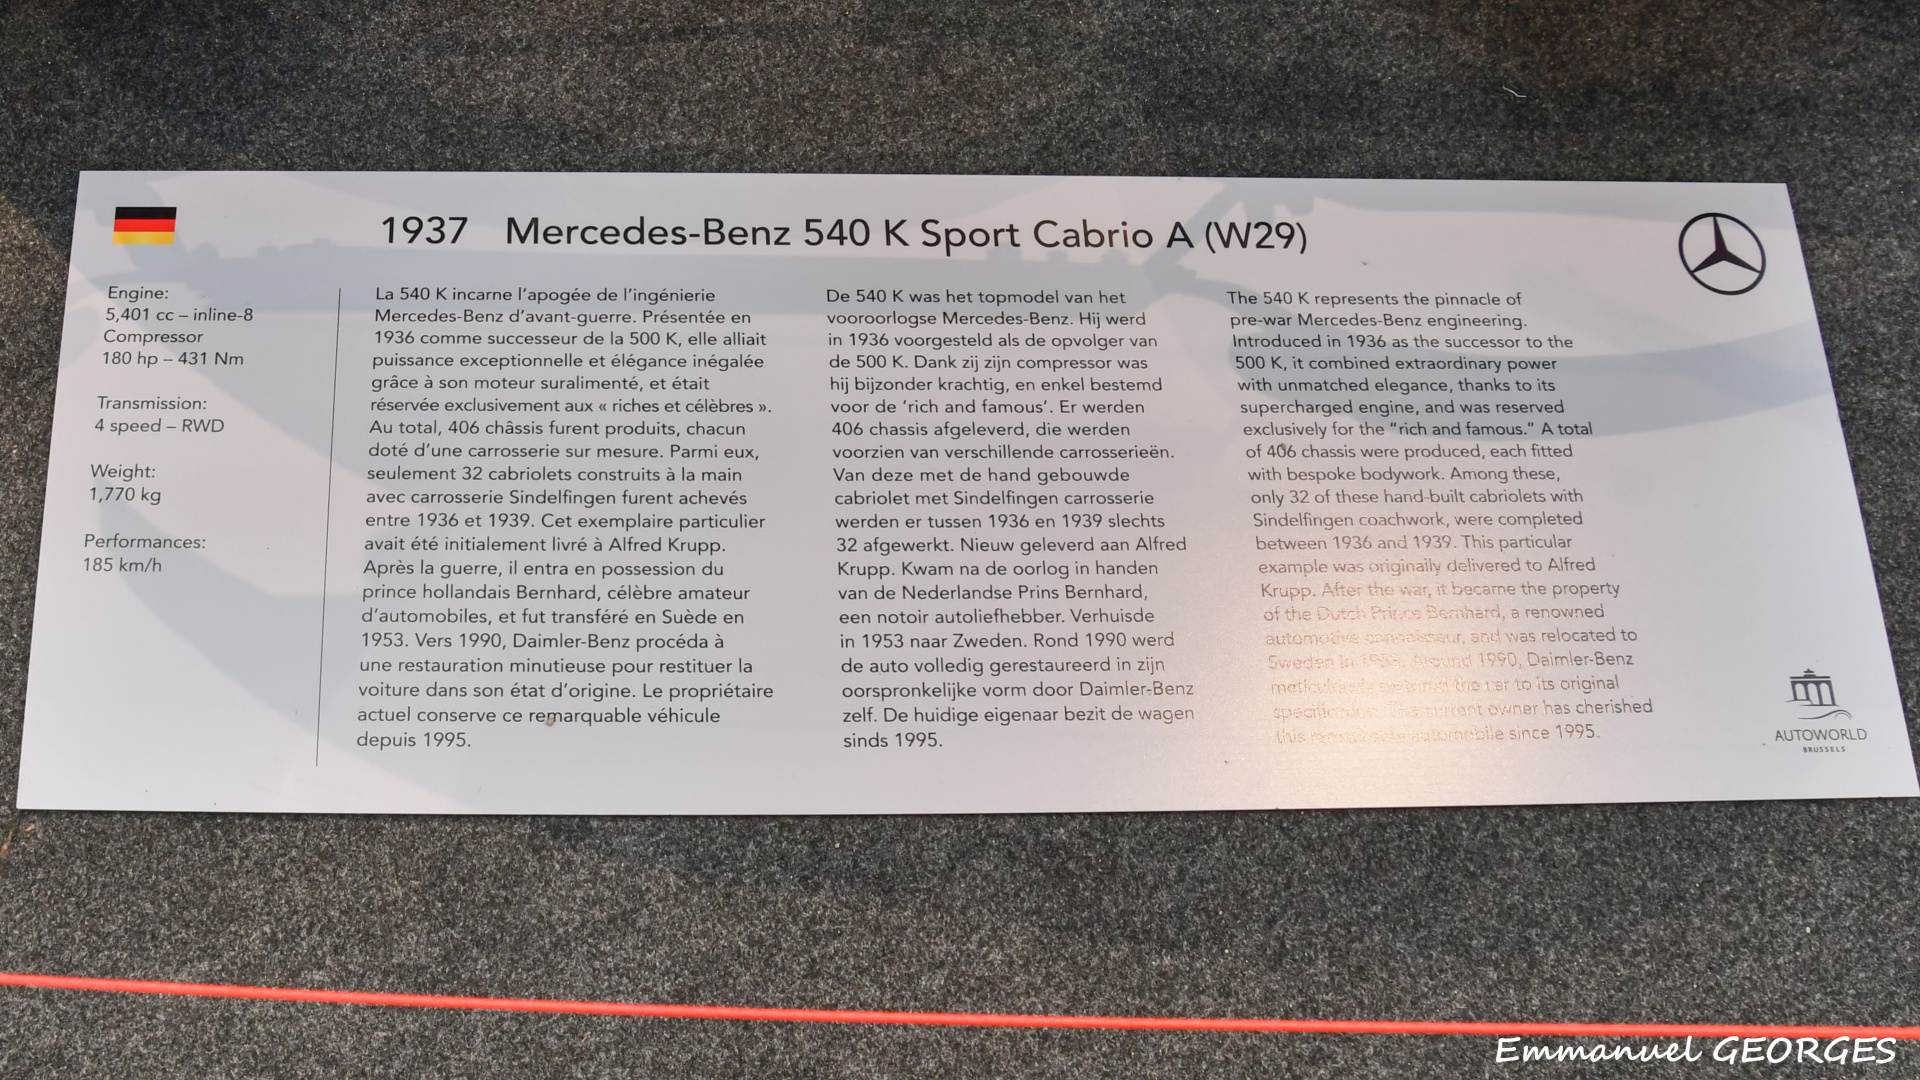 1937 Mercedes-Benz 540 K Sport Cabrio A (W29)
Engine:
5,401 cc – inline-8
Compressor
180 hp – 431 Nm
Transmission:
4 speed – RWD
Weight:
1,770 kg
Performances:
185 km/h
La 540 K incarne l'apogée de l'ingénierie
Mercedes-Benz d'avant-guerre. Présentée en
1936 comme successeur de la 500 K, elle alliait
puissance exceptionnelle et élégance inégalée
grâce à son moteur suralimenté, et était
réservée exclusivement aux « riches et célèbres ».
Au total, 406 châssis furent produits, chacun
doté d'une carrosserie sur mesure. Parmi eux,
seulement 32 cabriolets construits à la main
avec carrosserie Sindelfingen furent achevés
entre 1936 et 1939. Cet exemplaire particulier
avait été initialement livré à Alfred Krupp.
Après la guerre, il entra en possession du
prince hollandais Bernhard, célèbre amateur
d'automobiles, et fut transféré en Suède en
1953. Vers 1990, Daimler-Benz procéda à
une restauration minutieuse pour restituer la
voiture dans son état d'origine. Le propriétaire
actuel conserve ce remarquable véhicule
depuis 1995.
De 540 K was het topmodel van het
vooroorlogse Mercedes-Benz. Hij werd
in 1936 voorgesteld als de opvolger van
de 500 K. Dank zij zijn compressor was
hij bijzonder krachtig, en enkel bestemd
voor de 'rich and famous'. Er werden
406 chassis afgeleverd, die werden
voorzien van verschillende carrosserieën.
Van deze met de hand gebouwde
cabriolet met Sindelfingen carrosserie
werden er tussen 1936 en 1939 slechts
32 afgewerkt. Nieuw geleverd aan Alfred
Krupp. Kwam na de oorlog in handen
van de Nederlandse Prins Bernhard,
een notoir autoliefhebber. Verhuisde
in 1953 naar Zweden. Rond 1990 werd
de auto volledig gerestaureerd in zijn
oorspronkelijke vorm door Daimler-Benz
zelf. De huidige eigenaar bezit de wagen
sinds 1995.
The 540 K represents the pinnacle of
pre-war Mercedes-Benz engineering.
Introduced in 1936 as the successor to the
500 K, it combined extraordinary power
with unmatched elegance, thanks to its
supercharged engine, and was reserved
exclusively for the "rich and famous." A total
of 406 chassis were produced, each fitted
with bespoke bodywork. Among these,
only 32 of these hand-built cabriolets with
Sindelfingen coachwork, were completed
between 1936 and 1939. This particular
example was originally delivered to Alfred
Krupp. After the war, it became the property
of the Dutch Prince Bernhard, a renowned
automotive connoisseur, and was relocated to
Sweden in 1953. Around 1990, Daimler-Benz
meticulously the car to its original
The current owner has cherished
this automobile since 1995.
AUTOWORLD
BRUSSELS
Emmanuel GEORGES